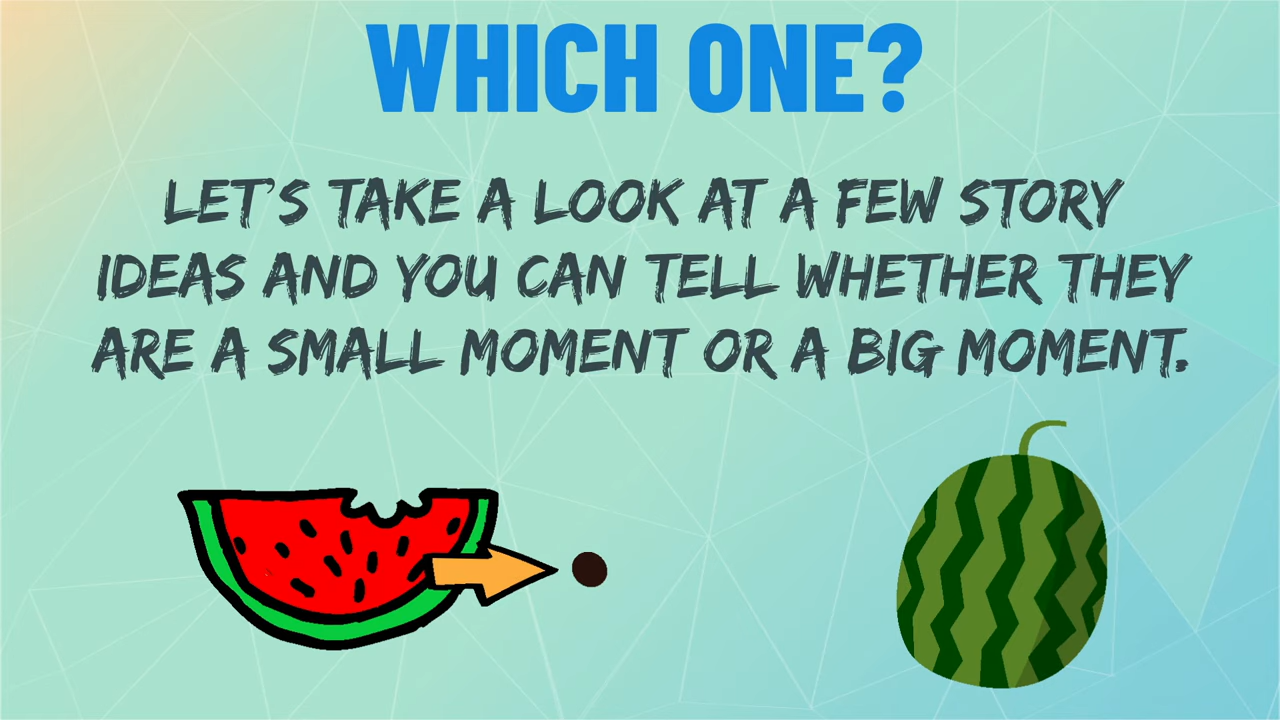 WHICH ONE?
LET'S TAKE A LOOK AT A FEW STORY
IDEAS AND YOU CAN TELL WHETHER THEY
ARE A SMALL MOMENT OR A BIG MOMENT.